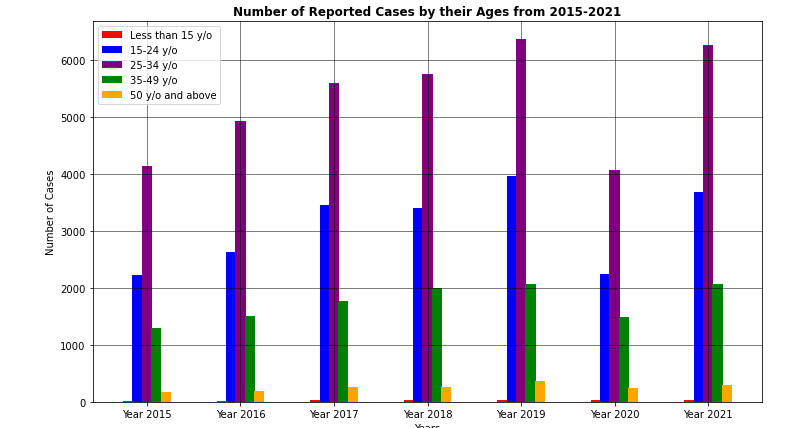 Number of Reported Cases by their Ages from 2015-2021
Less than 15 y/o
15-24 y/o
25-34 y/o
35-49 y/o
50 y/o and above
Number of Cases
6000
5000
4000
3000
2000
1000
0
Year 2015
Year 2016
Year 2017
Year 2018
Year 2019
Year 2020
Year 2021
Years